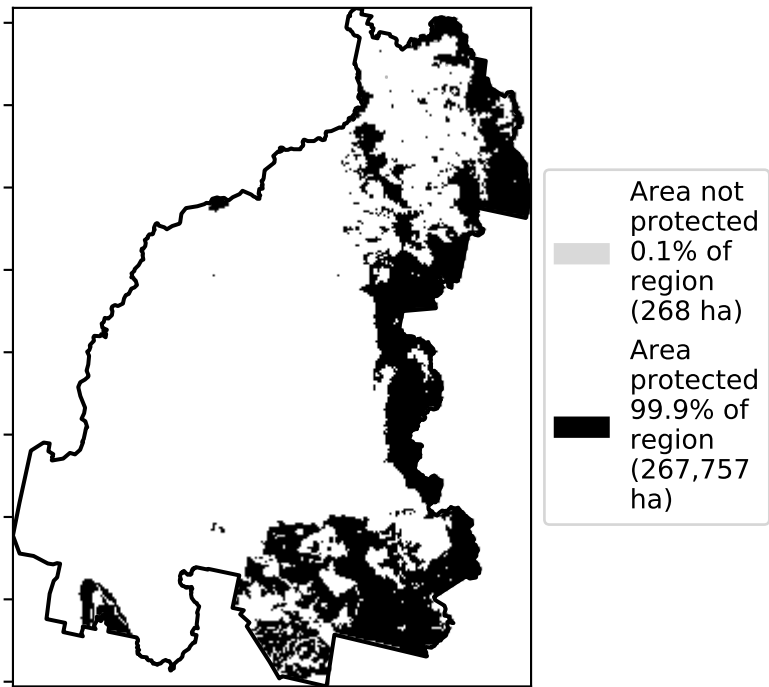 Area not
protected
0.1% of
region
(268 ha)
Area
protected
99.9% of
region
(267,757
ha)